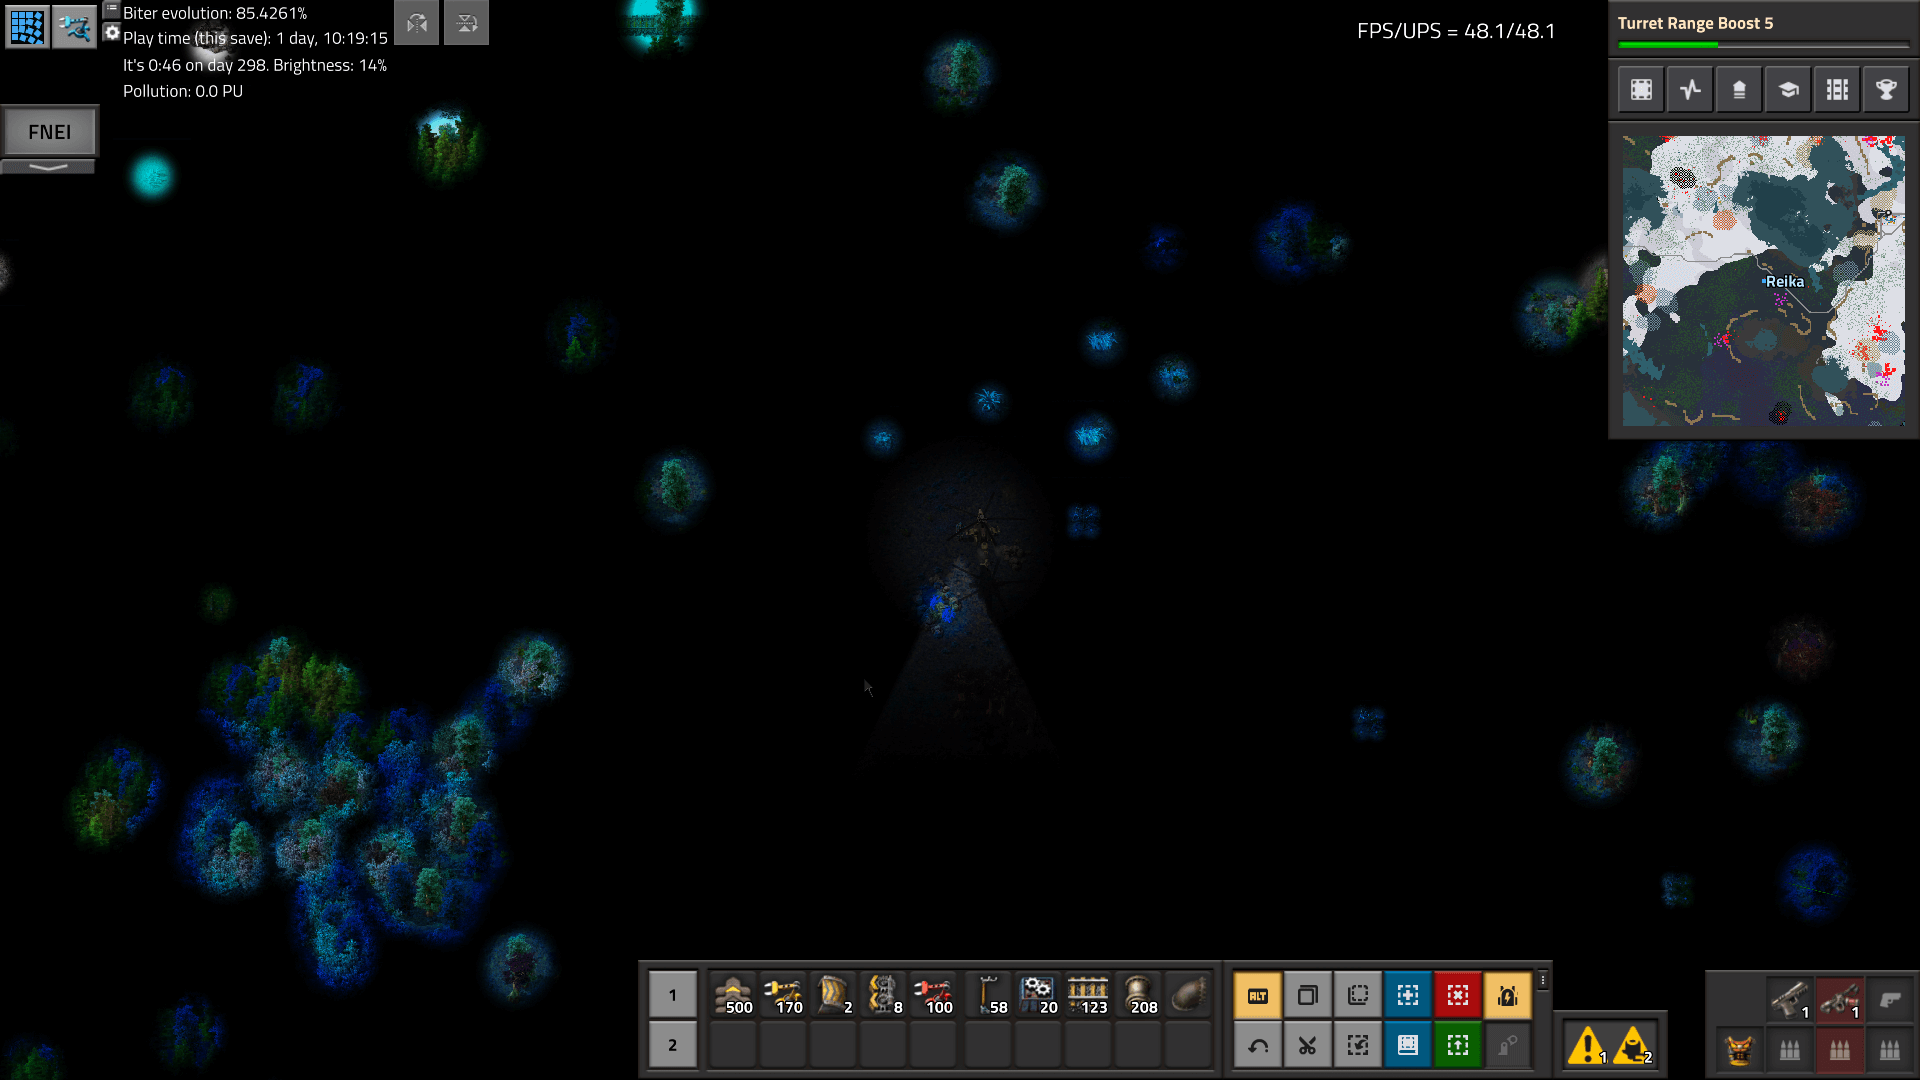 Biter evolution: 85.4261%
Play time (this save): 1 day, 10:19:15
It's 0:46 on day 298. Brightness: 14%
Pollution: 0.0 PU
FNEI
FPS/UPS = 48.1/48.1
Turret Range Boost 5
Reika
1
500
170
2
8
100
58
20
123
208
ALT
2
1
2
1
1